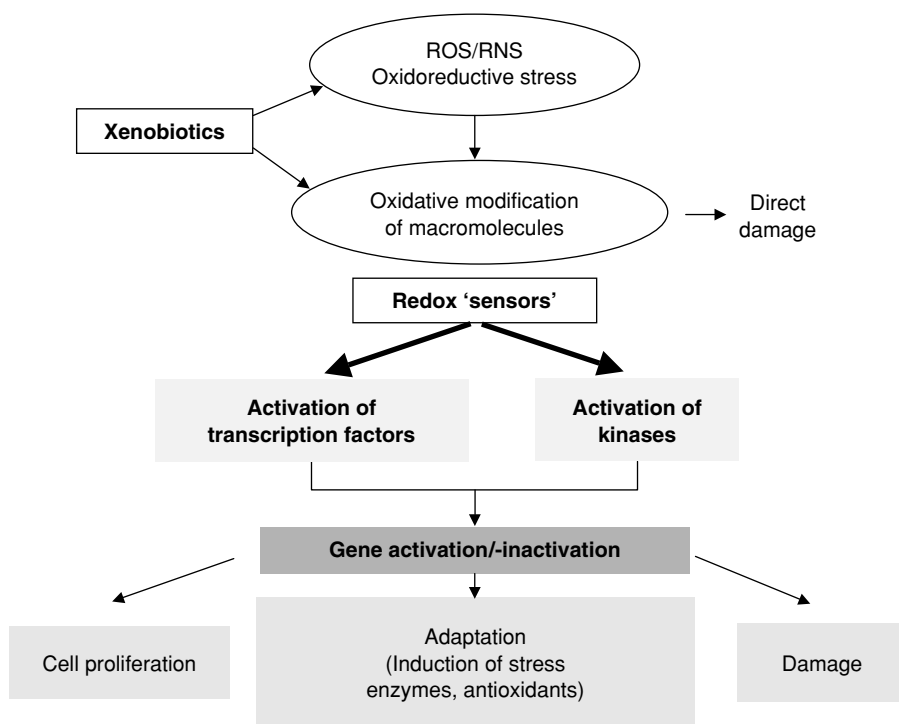 ROS/RNS
Oxidoreductive stress
Xenobiotics
Oxidative modification
of macromolecules
Direct
damage
Redox ‘sensors’
Activation of
transcription factors
Activation of
kinases
Gene activation/-inactivation
Cell proliferation
Adaptation
(Induction of stress
enzymes, antioxidants)
Damage